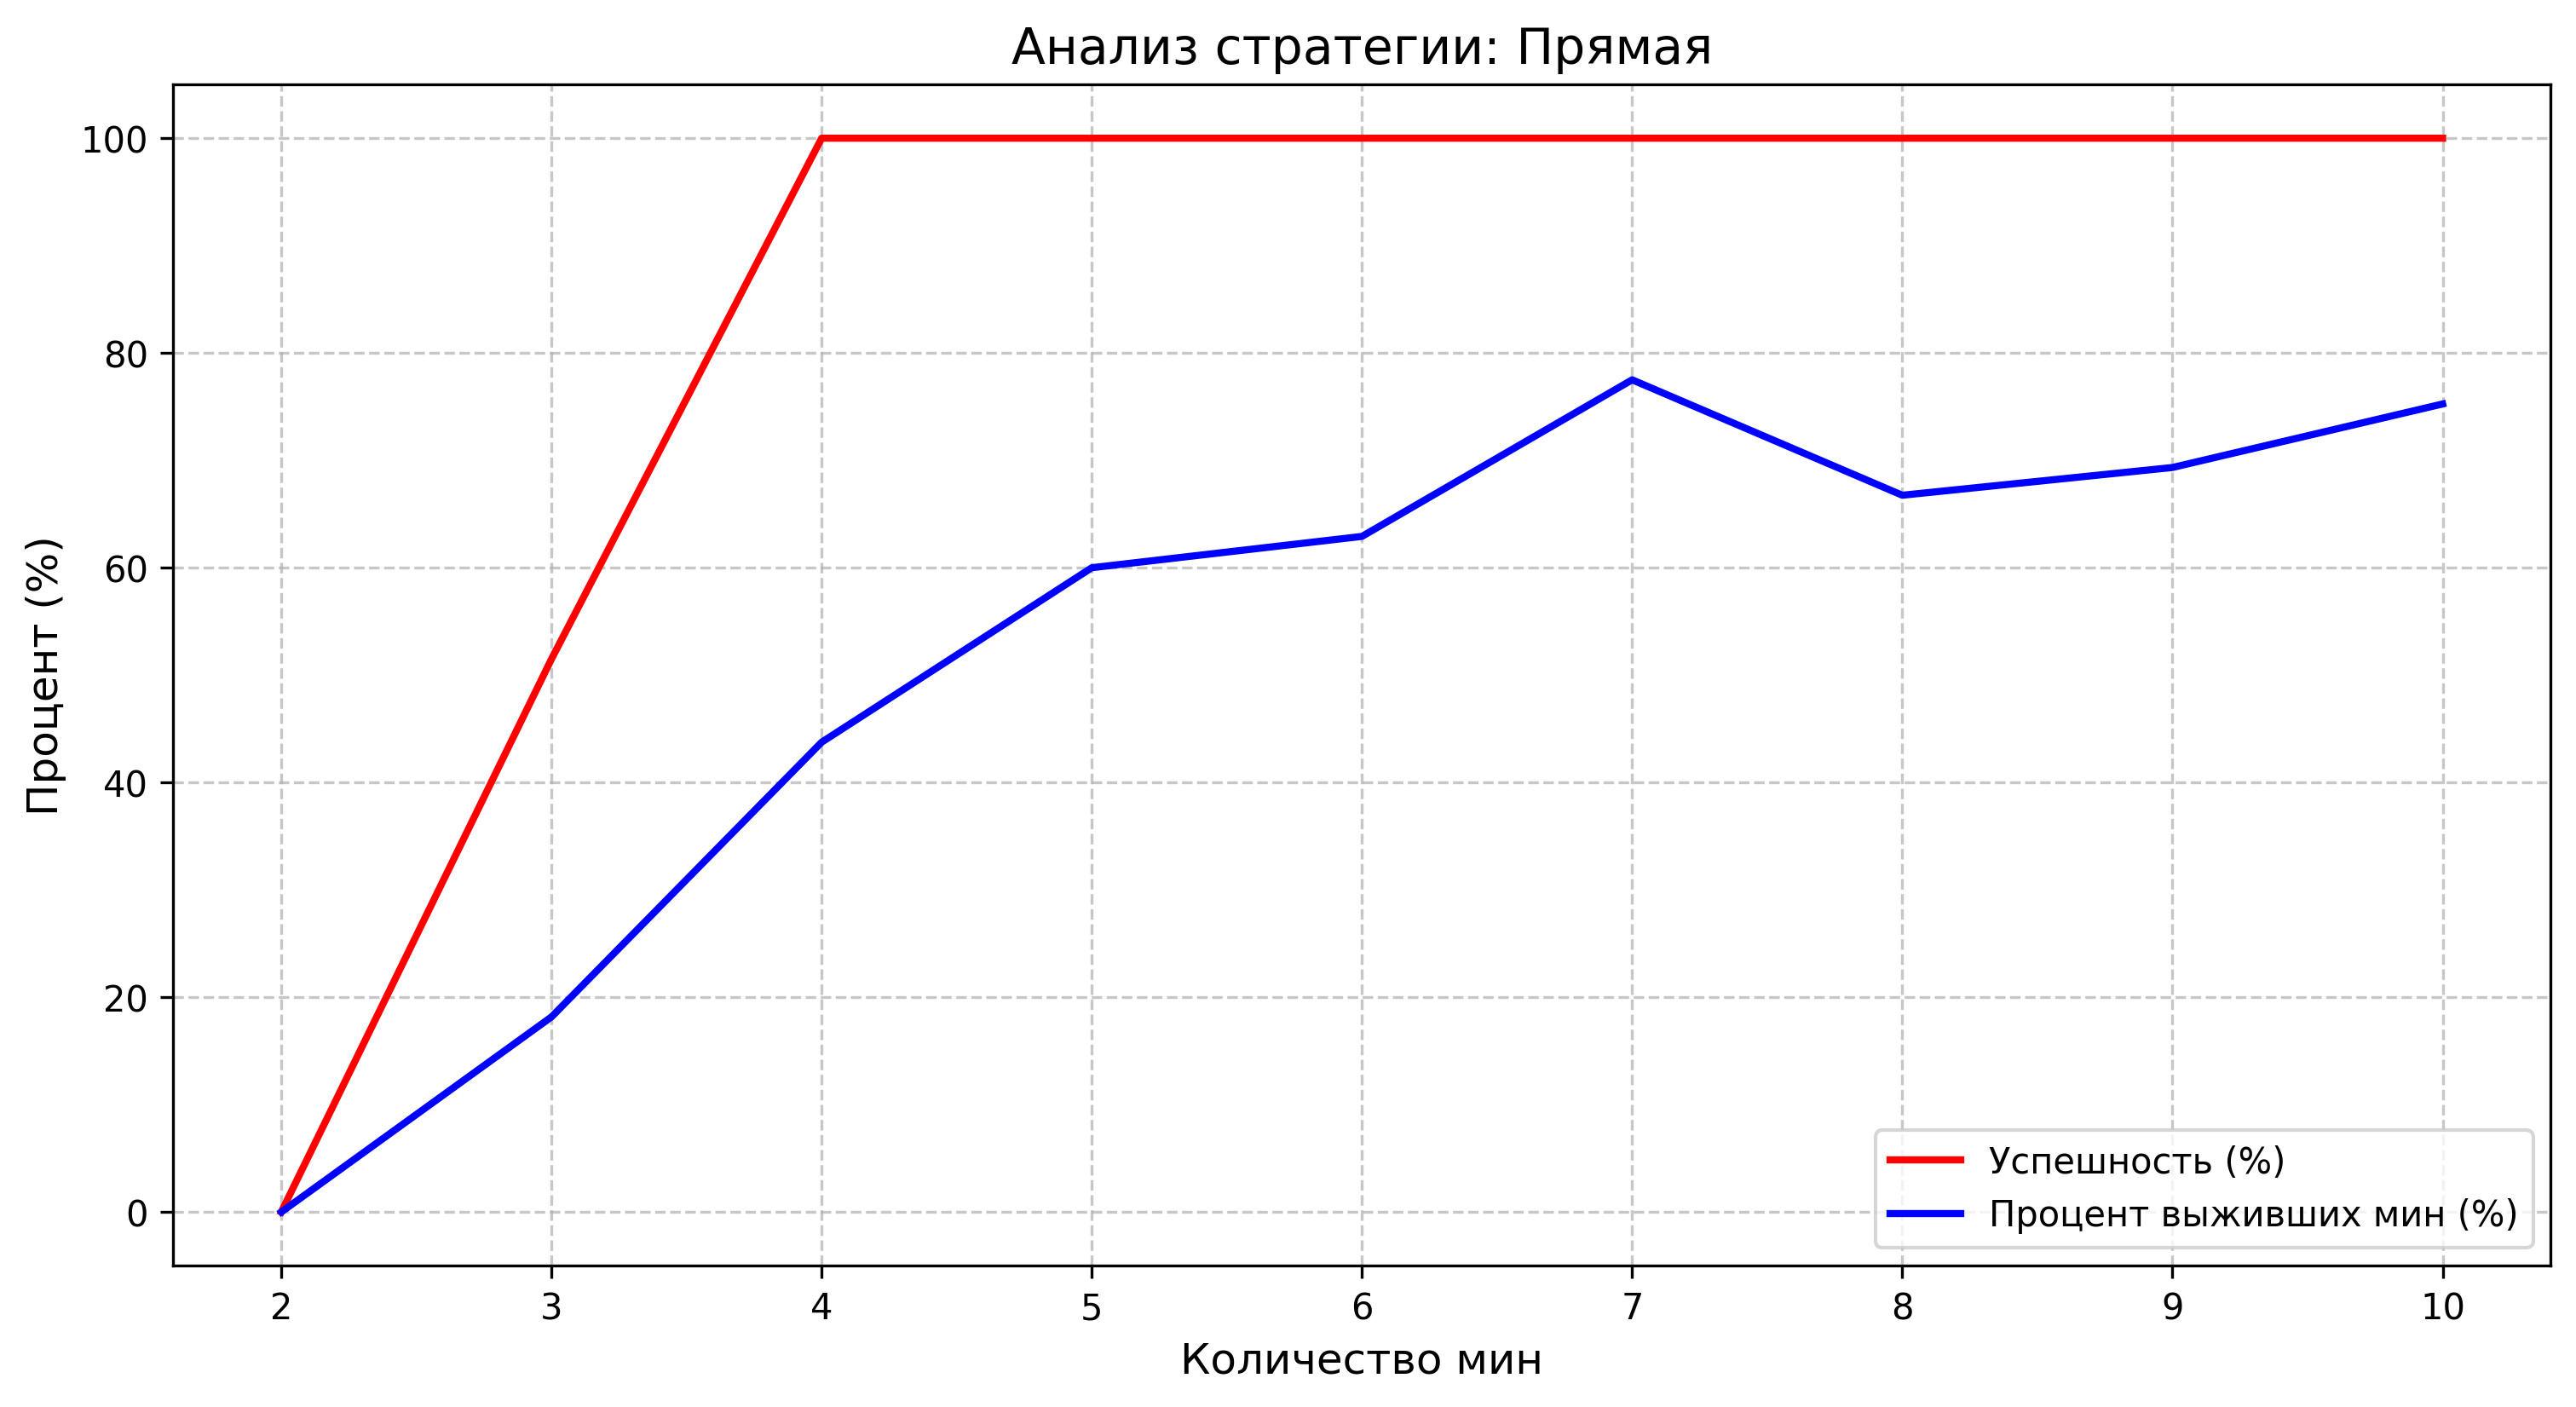 Анализ стратегии: Прямая
Процент (%)
100
80
60
40
20
0
2 3 4 5 6 7 8 9 10
Количество мин
Успешность (%)
Процент выживших мин (%)